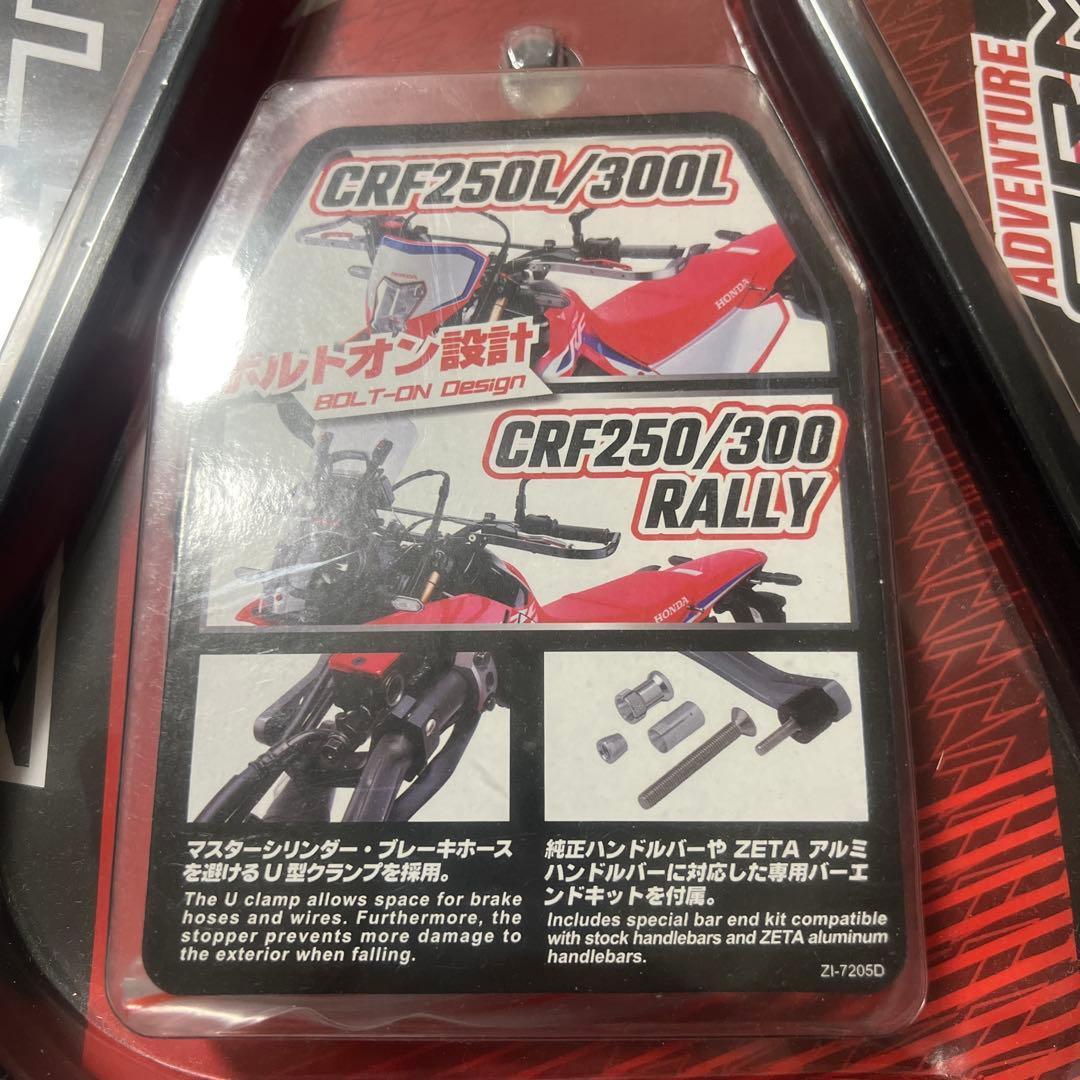 ADVENTURE
CRF250L/300L
HONDA
HONDA
ボルトオン設計
BOLT-ON Design
CRF250/300
RALLY
HONDA
マスターシリンダー・ブレーキホース
を避けるU型クランプを採用。
The U clamp allows space for brake
hoses and wires. Furthermore, the
stopper prevents more damage to
the exterior when falling.
純正ハンドルバーや ZETA アルミ
ハンドルバーに対応した専用バーエ
ンドキットを付属。
Includes special bar end kit compatible
with stock handlebars and ZETA aluminum
handlebars.
ZI-7205D